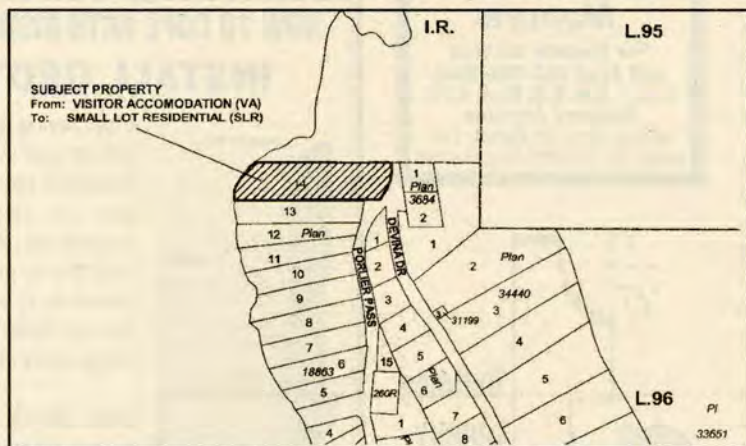 I.R.
L.95
SUBJECT PROPERTY
From: VISITOR ACCOMODATION (VA)
To: SMALL LOT RESIDENTIAL (SLR)
14
1
Plan
3684
2
13
12 Plan
11
10
9
8
7
6
18863
5
4
PORLIER PASS
DEVINA DR
1
2
3
4
5
Plan
6
7
8
15
260R
1
1
2 Plan
34440
3
31199
3
4
5
6
L.96
Pl
33651